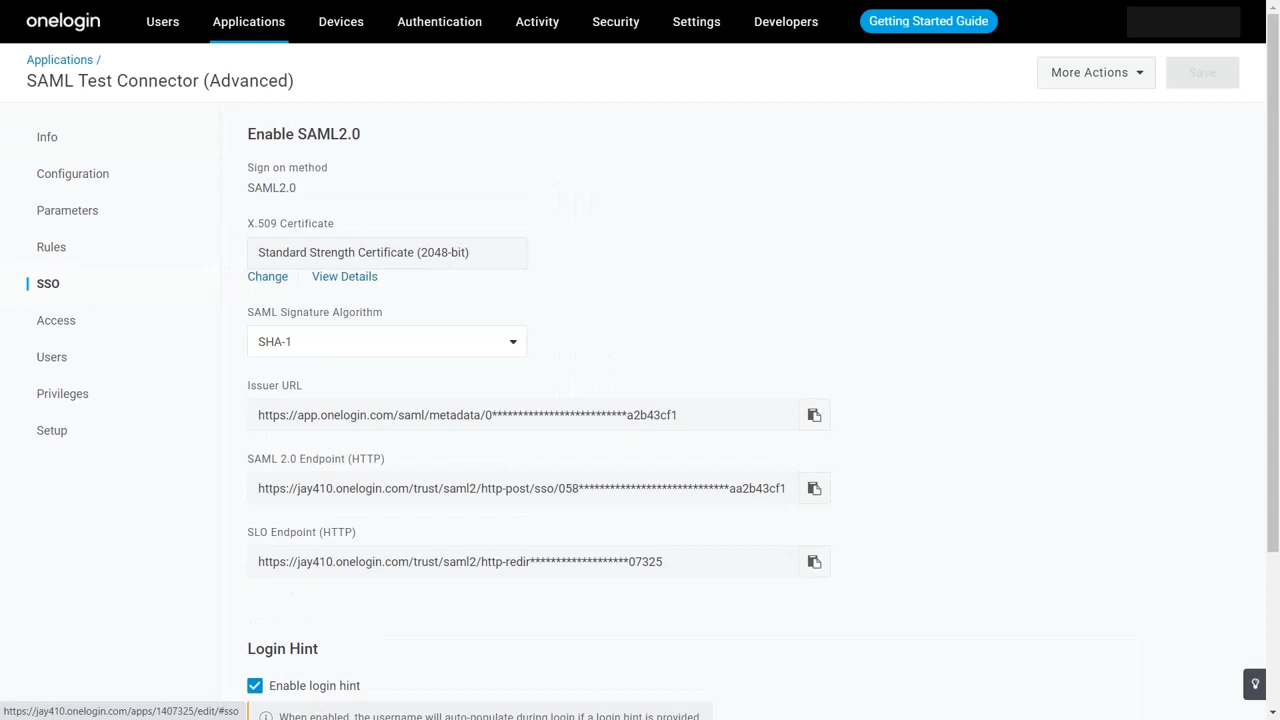 onelogin Users Applications Devices Authentication Activity Security Settings Developers Getting Started Guide
Applications /
SAML Test Connector (Advanced)
More Actions
Save
Info
Configuration
Parameters
Rules
SSO
Access
Users
Privileges
Setup
Enable SAML2.0
Sign on method
SAML2.0
X.509 Certificate
Standard Strength Certificate (2048-bit)
Change View Details
SAML Signature Algorithm
SHA-1
Issuer URL
https://app.onelogin.com/saml/metadata/0**************************a2b43cf1
SAML 2.0 Endpoint (HTTP)
https://jay410.onelogin.com/trust/saml2/http-post/sso/058*****************************aa2b43cf1
SLO Endpoint (HTTP)
https://jay410.onelogin.com/trust/saml2/http-redir*******************07325
Login Hint
Enable login hint
When enabled, the username will auto-populate during login if a login hint is provided
https://jay410.onelogin.com/apps/1407325/edit/#sso